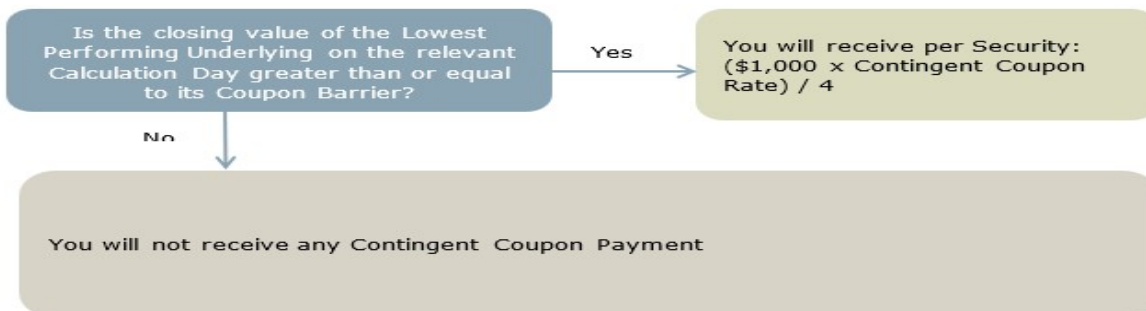 Is the closing value of the Lowest
Performing Underlying on the relevant
Calculation Day greater than or equal
to its Coupon Barrier?
Yes
You will receive per Security:
($1,000 x Contingent Coupon
Rate) / 4
No
You will not receive any Contingent Coupon Payment